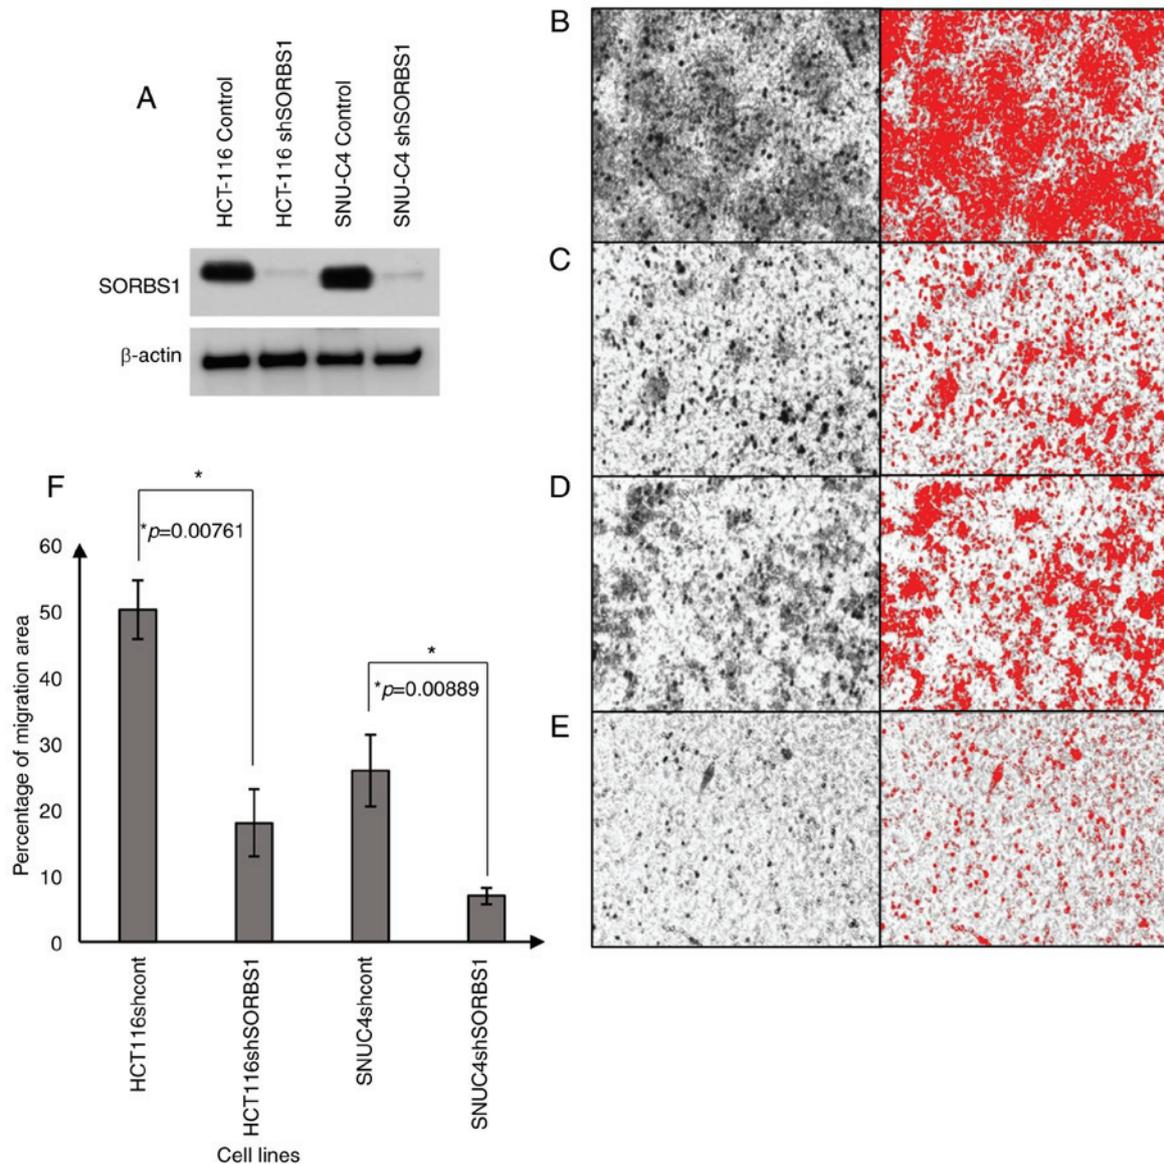 A
HCT-116 Control
HCT-116 shSORBS1
SNU-C4 Control
SNU-C4 shSORBS1
SORBS1
β-actin
B
C
D
E
F
*
*p=0.00761
*
*p=0.00889
Percentage of migration area
60
50
40
30
20
10
0
HCT116shcont
HCT116shSORBS1
SNUC4shcont
SNUC4shSORBS1
Cell lines